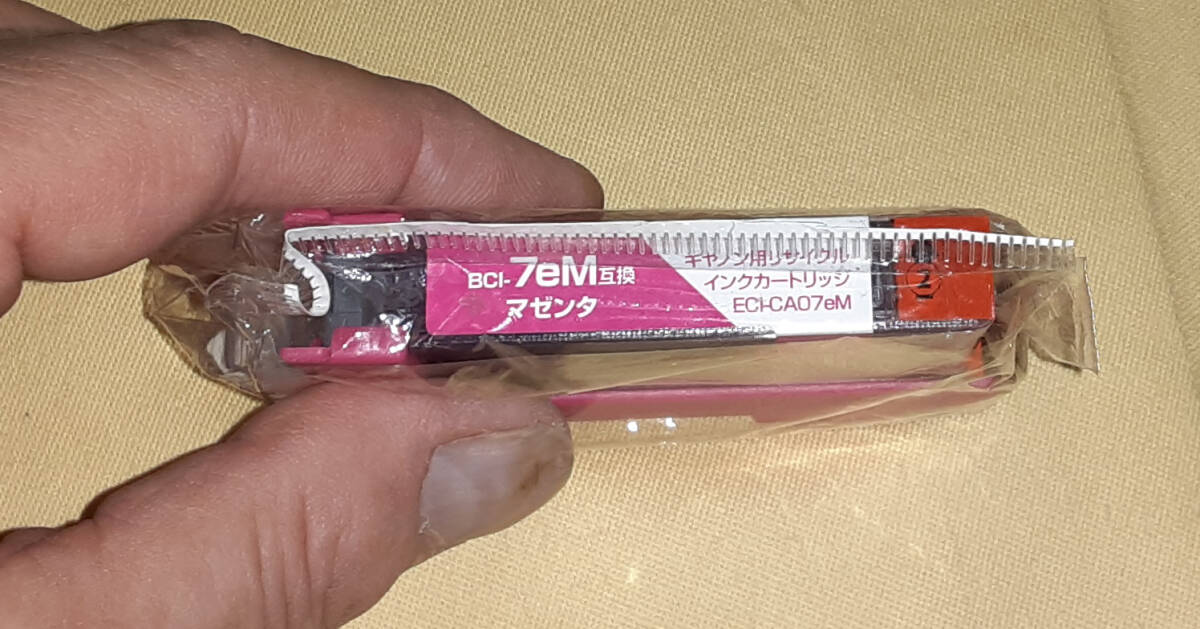 BCI-7eM互換
マゼンタ
キヤノン用リサイクル
インクカートリッジ
ECI-CA07eM
2